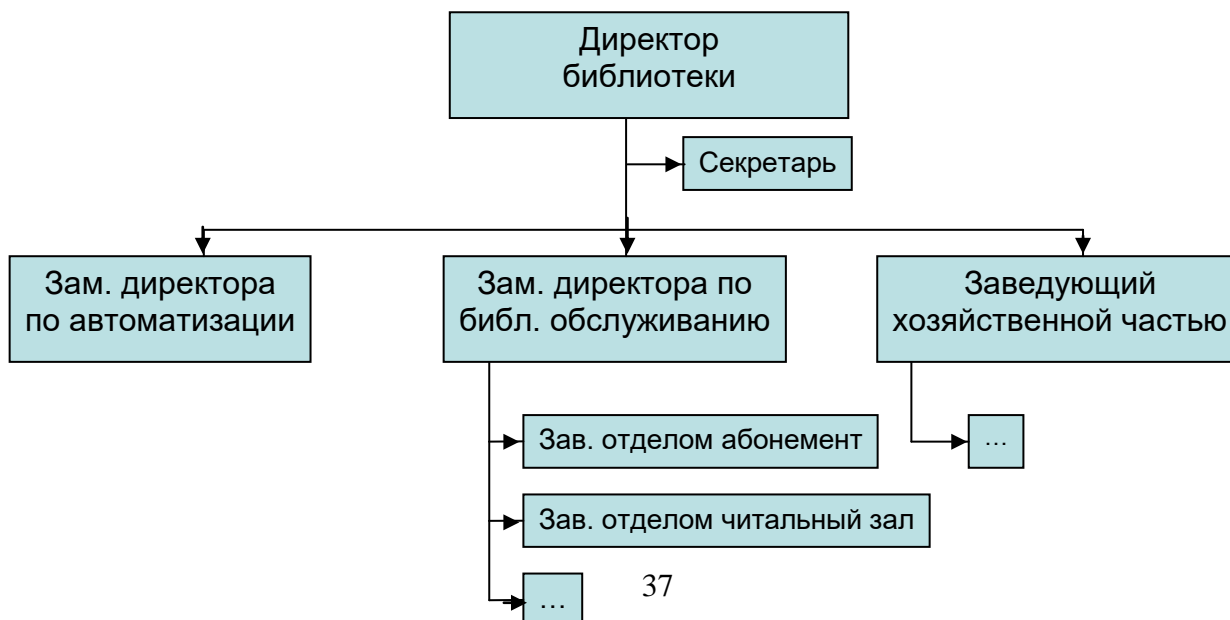 Директор
библиотеки
Секретарь
Зам. директора
по автоматизации
Зам. директора по
библ. обслуживанию
Заведующий
хозяйственной частью
Зав. отделом абонемент
…
Зав. отделом читальный зал
…
37